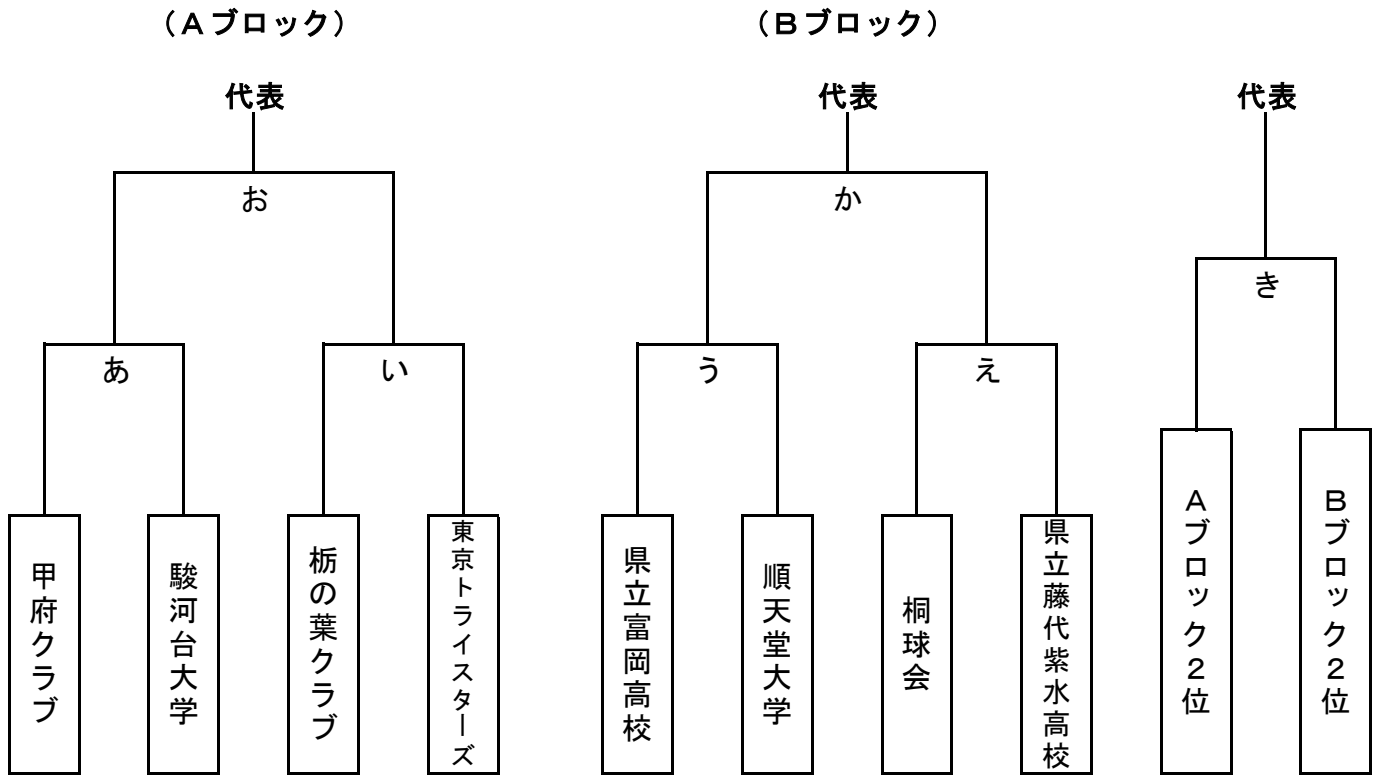 （Ａブロック）
（Ｂブロック）
代表
代表
代表
お
か
き
あ
い
う
え
甲府クラブ
駿河台大学
栃の葉クラブ
東京トライスターズ
県立富岡高校
順天堂大学
桐球会
県立藤代紫水高校
Ａブロック２位
Ｂブロック２位